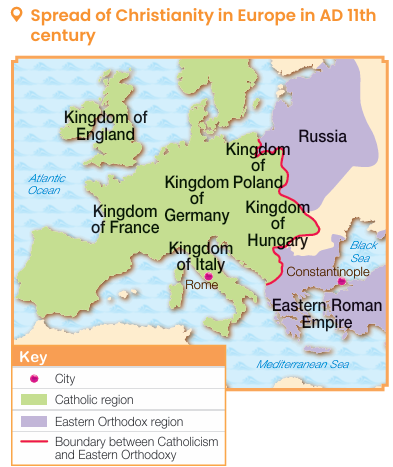 Spread of Christianity in Europe in AD 11th
century
Kingdom of
England
Russia
Kingdom
of
Poland
Atlantic
Ocean
Kingdom
of
Germany
Kingdom
of France
Kingdom
of
Hungary
Kingdom
of Italy
Rome
Black
Sea
Constantinople
Eastern Roman
Empire
Mediterranean Sea
Key
City
Catholic region
Eastern Orthodox region
Boundary between Catholicism
and Eastern Orthodoxy